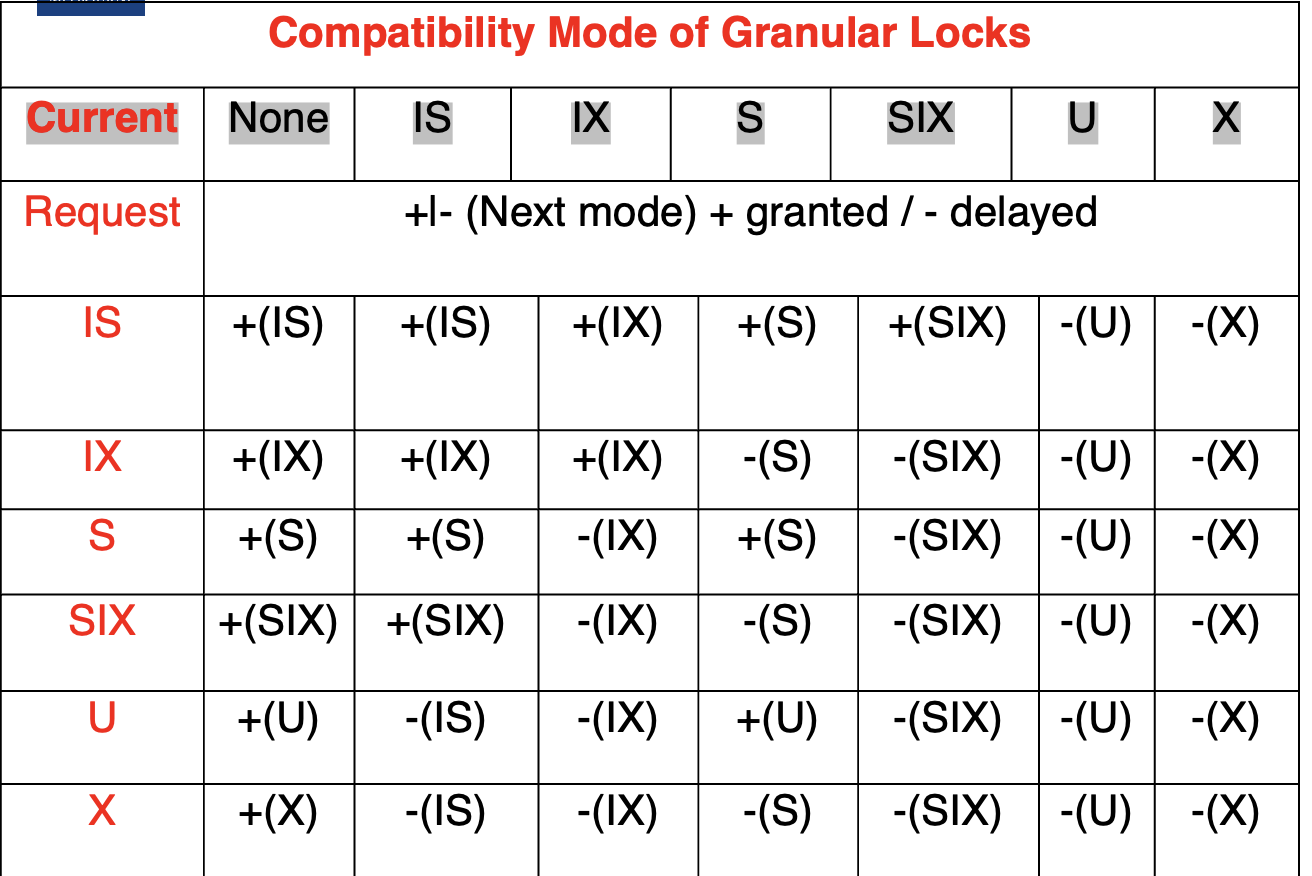 Compatibility Mode of Granular Locks
Current None IS IX S SIX U X
Request +|- (Next mode) + granted / - delayed
IS +(IS) +(IS) +(IX) +(S) +(SIX) -(U) -(X)
IX +(IX) +(IX) +(IX) -(S) -(SIX) -(U) -(X)
S +(S) +(S) -(IX) +(S) -(SIX) -(U) -(X)
SIX +(SIX) +(SIX) -(IX) -(S) -(SIX) -(U) -(X)
U +(U) -(IS) -(IX) +(U) -(SIX) -(U) -(X)
X +(X) -(IS) -(IX) -(S) -(SIX) -(U) -(X)